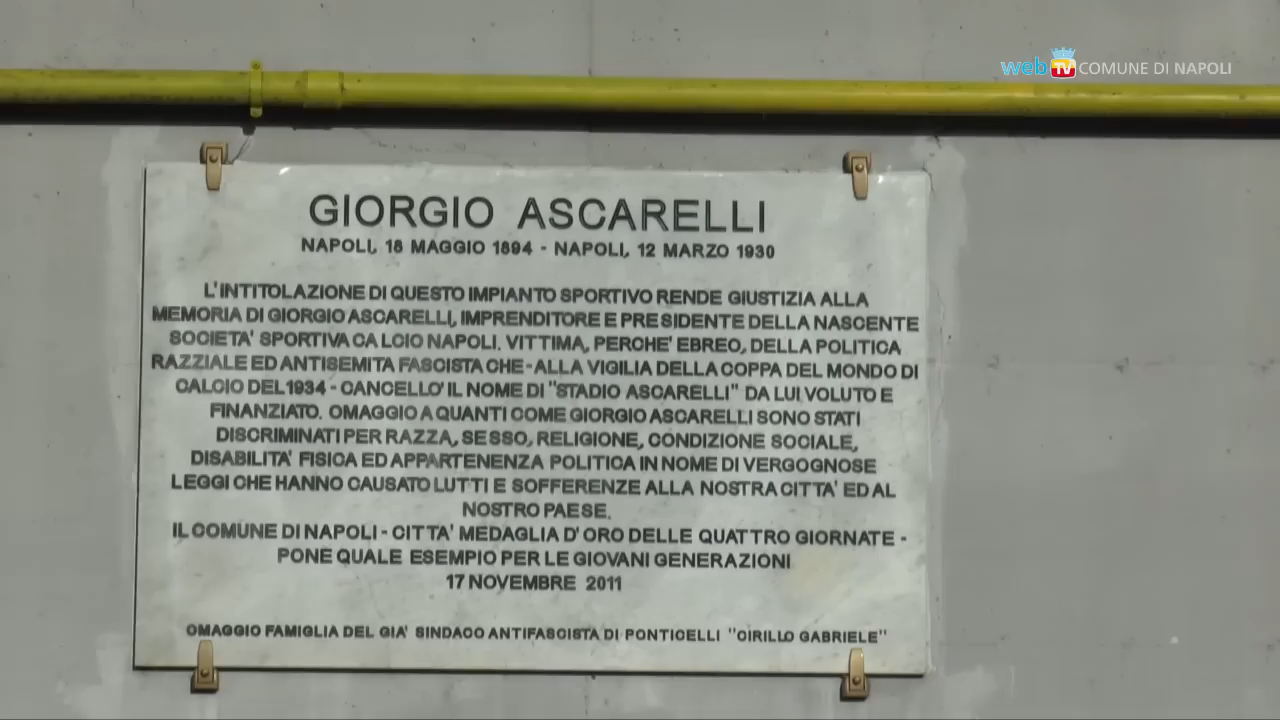 web TV COMUNE DI NAPOLI
GIORGIO ASCARELLI
NAPOLI, 18 MAGGIO 1894 - NAPOLI, 12 MARZO 1930
L'INTITOLAZIONE DI QUESTO IMPIANTO SPORTIVO RENDE GIUSTIZIA ALLA
MEMORIA DI GIORGIO ASCARELLI, IMPRENDITORE E PRESIDENTE DELLA NASCENTE
SOCIETA' SPORTIVA CALCIO NAPOLI. VITTIMA, PERCHE' EBREO, DELLA POLITICA
RAZZIALE ED ANTISEMITA FASCISTA CHE - ALLA VIGILIA DELLA COPPA DEL MONDO DI
CALCIO DEL 1934 - CANCELLO' IL NOME DI "STADIO ASCARELLI" DA LUI VOLUTO E
FINANZIATO. OMAGGIO A QUANTI COME GIORGIO ASCARELLI SONO STATI
DISCRIMINATI PER RAZZA, SESSO, RELIGIONE, CONDIZIONE SOCIALE,
DISABILITA' FISICA ED APPARTENENZA POLITICA IN NOME DI VERGOGNOSE
LEGGI CHE HANNO CAUSATO LUTTI E SOFFERENZE ALLA NOSTRA CITTA' ED AL
NOSTRO PAESE.
IL COMUNE DI NAPOLI - CITTA' MEDAGLIA D'ORO DELLE QUATTRO GIORNATE -
PONE QUALE ESEMPIO PER LE GIOVANI GENERAZIONI
17 NOVEMBRE 2011
OMAGGIO FAMIGLIA DEL GIA' SINDACO ANTIFASCISTA DI PONTICELLI "CIRILLO GABRIELE"